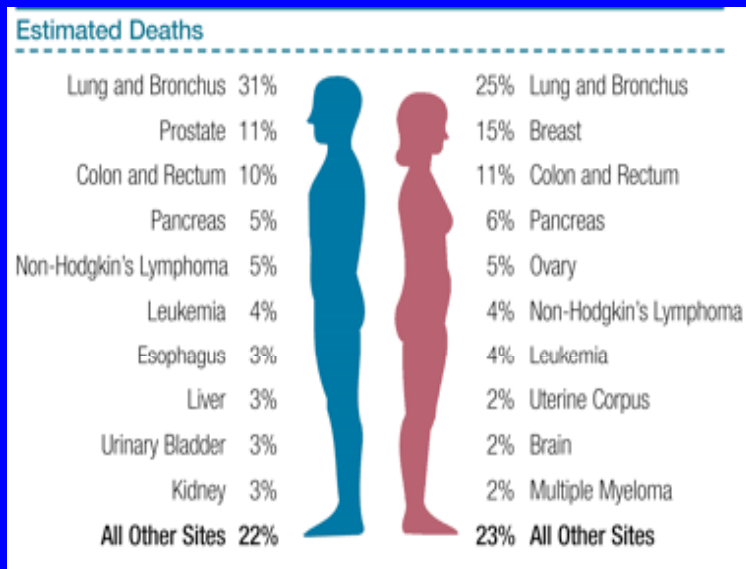 Estimated Deaths
Lung and Bronchus 31%
Prostate 11%
Colon and Rectum 10%
Pancreas 5%
Non-Hodgkin's Lymphoma 5%
Leukemia 4%
Esophagus 3%
Liver 3%
Urinary Bladder 3%
Kidney 3%
All Other Sites 22%
25% Lung and Bronchus
15% Breast
11% Colon and Rectum
6% Pancreas
5% Ovary
4% Non-Hodgkin's Lymphoma
4% Leukemia
2% Uterine Corpus
2% Brain
2% Multiple Myeloma
23% All Other Sites